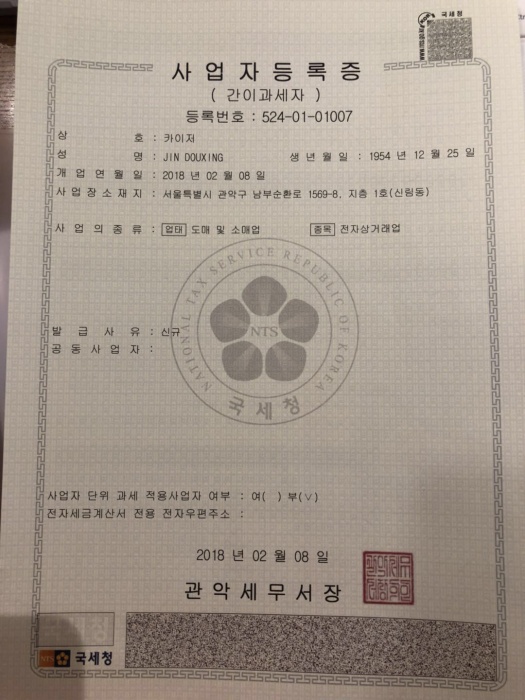 국세청
사업자등록증
( 간이과세자 )
등록번호 : 524-01-01007
상 호 : 카이저
성 명 : JIN DOUXING 생 년 월 일 : 1954 년 12 월 25 일
개 업 연 월 일 : 2018 년 02 월 08 일
사 업 장 소 재 지 : 서울특별시 관악구 남부순환로 1569-8, 지층 1호(신림동)
사 업 의 종 류 : 업태 도매 및 소매업 종목 전자상거래업
NATIONAL TAX SERVICE REPUBLIC OF KOREA
NTS
국세청
발 급 사 유 : 신규
공 동 사 업 자 :
사업자 단위 과세 적용사업자 여부 : 여( ) 부(∨)
전자세금계산서 전용 전자우편주소 :
2018 년 02 월 08 일
관악세무서장
국세청
NTS 국세청